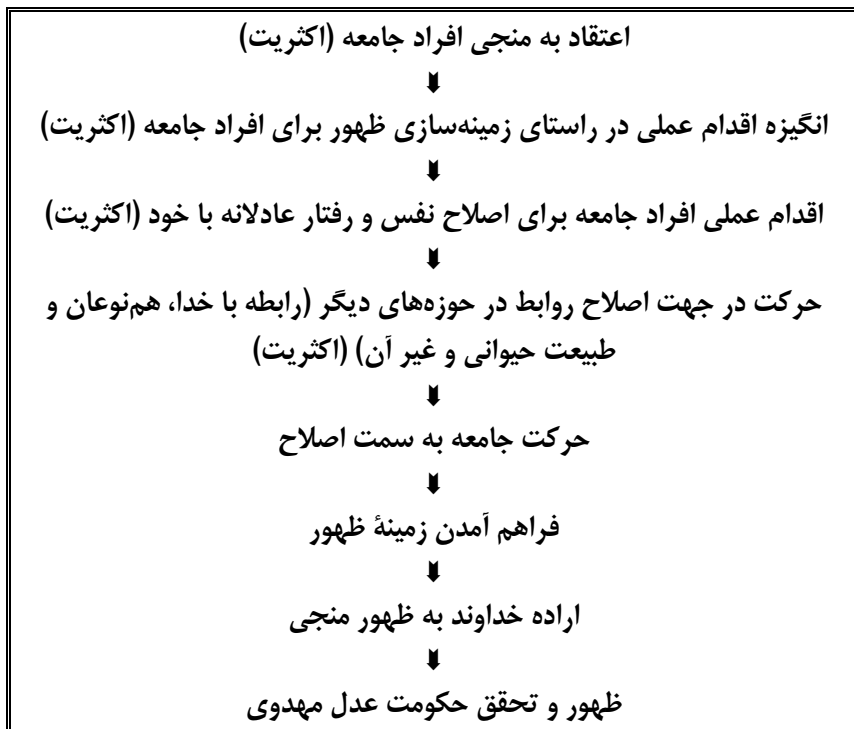 اعتقاد به منجی افراد جامعه (اکثریت)
انگیزه اقدام عملی در راستای زمینه‌سازی ظهور برای افراد جامعه (اکثریت)
اقدام عملی افراد جامعه برای اصلاح نفس و رفتار عادلانه با خود (اکثریت)
حرکت در جهت اصلاح روابط در حوزه‌های دیگر (رابطه با خدا، هم‌نوعان و
طبیعت حیوانی و غیر آن) (اکثریت)
حرکت جامعه به سمت اصلاح
فراهم آمدن زمینهٔ ظهور
اراده خداوند به ظهور منجی
ظهور و تحقق حکومت عدل مهدوی